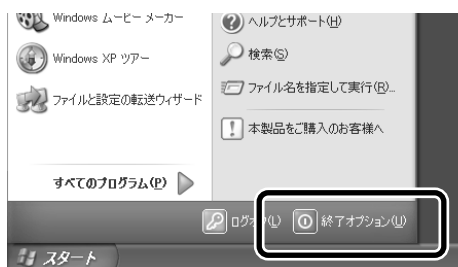 Windows ムービー メーカー
Windows XP ツアー
ファイルと設定の転送ウィザード
すべてのプログラム(P)
ヘルプとサポート(H)
検索(S)
ファイル名を指定して実行(R)...
本製品をご購入のお客様へ
ログオフ(L)
終了オプション(U)
スタート